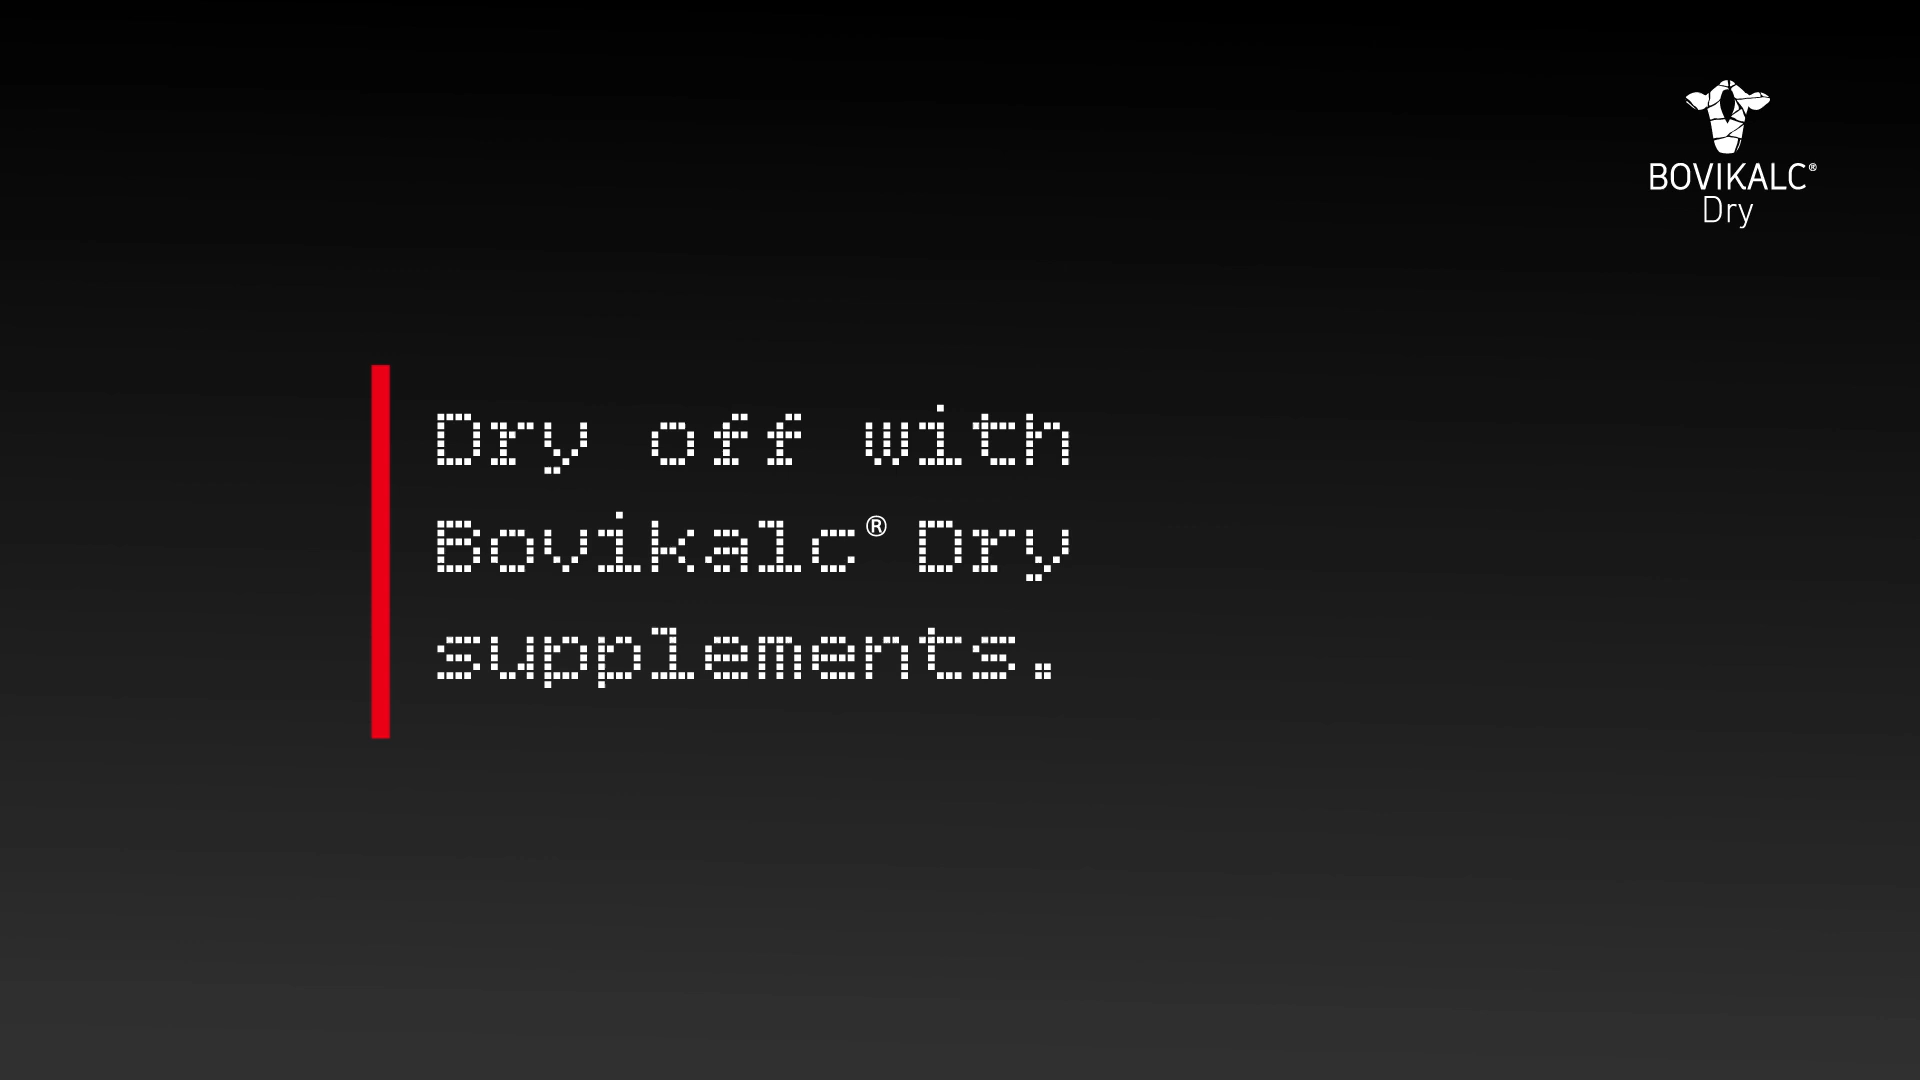 BOVIKALC®
Dry
Dry off with
Bovikalc® Dry
supplements.